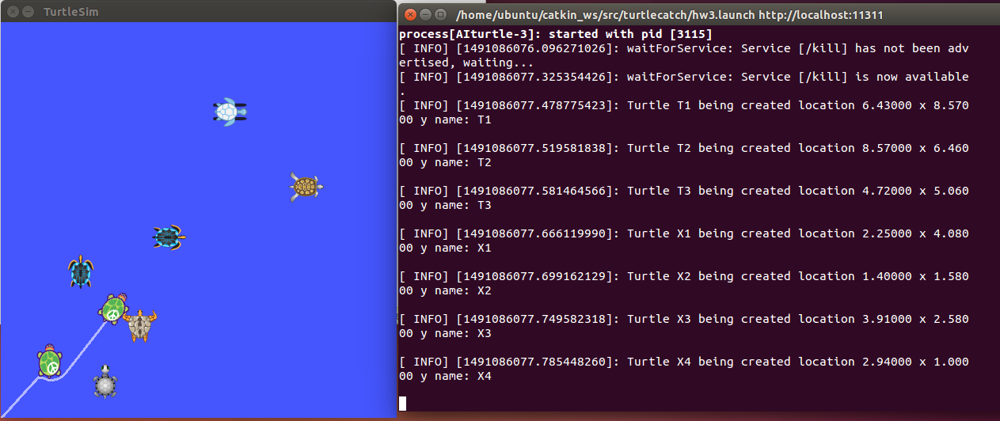 TurtleSim
/home/ubuntu/catkin_ws/src/turtlecatch/hw3.launch http://localhost:11311
process[AIturtle-3]: started with pid [3115]
[ INFO] [1491086076.096271026]: waitForService: Service [/kill] has not been adv
ertised, waiting...
[ INFO] [1491086077.325354426]: waitForService: Service [/kill] is now available
.
[ INFO] [1491086077.478775423]: Turtle T1 being created location 6.43000 x 8.570
00 y name: T1
[ INFO] [1491086077.519581838]: Turtle T2 being created location 8.57000 x 6.460
00 y name: T2
[ INFO] [1491086077.581464566]: Turtle T3 being created location 4.72000 x 5.060
00 y name: T3
[ INFO] [1491086077.666119990]: Turtle X1 being created location 2.25000 x 4.080
00 y name: X1
[ INFO] [1491086077.699162129]: Turtle X2 being created location 1.40000 x 1.580
00 y name: X2
[ INFO] [1491086077.749582318]: Turtle X3 being created location 3.91000 x 2.580
00 y name: X3
[ INFO] [1491086077.785448260]: Turtle X4 being created location 2.94000 x 1.000
00 y name: X4